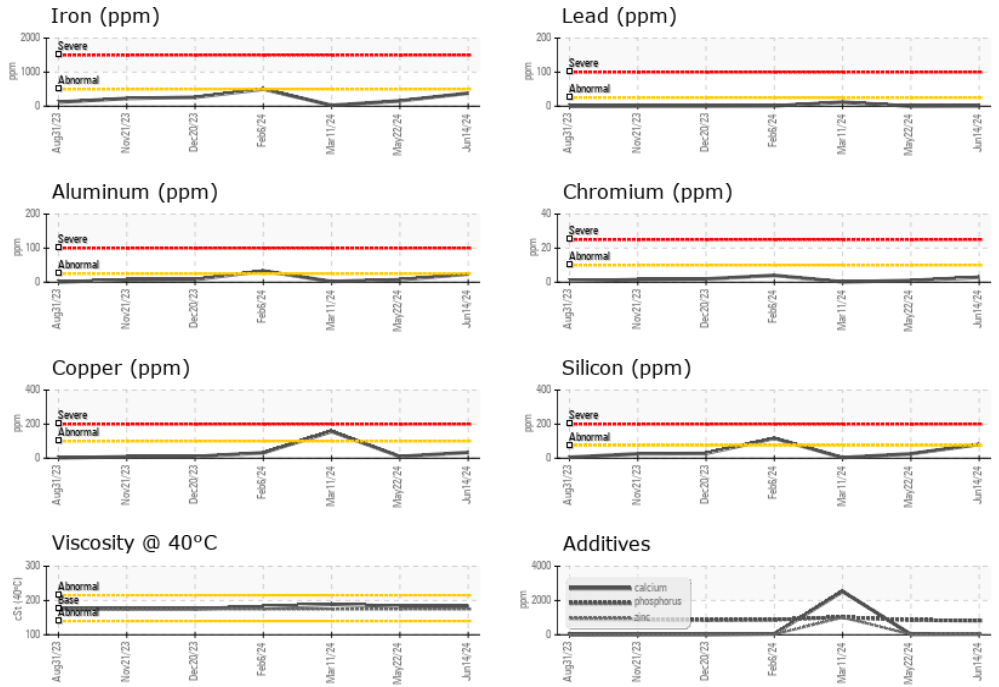 Iron (ppm)
2000
1000
0
ppm
Severe
Abnormal
Aug31/23
Nov21/23
Dec20/23
Feb6/24
Mar11/24
May22/24
Jun14/24
Lead (ppm)
200
100
0
ppm
Severe
Abnormal
Aug31/23
Nov21/23
Dec20/23
Feb6/24
Mar11/24
May22/24
Jun14/24
Aluminum (ppm)
200
100
0
ppm
Severe
Abnormal
Aug31/23
Nov21/23
Dec20/23
Feb6/24
Mar11/24
May22/24
Jun14/24
Chromium (ppm)
40
20
0
ppm
Severe
Abnormal
Aug31/23
Nov21/23
Dec20/23
Feb6/24
Mar11/24
May22/24
Jun14/24
Copper (ppm)
400
200
0
ppm
Severe
Abnormal
Aug31/23
Nov21/23
Dec20/23
Feb6/24
Mar11/24
May22/24
Jun14/24
Silicon (ppm)
400
200
0
ppm
Severe
Abnormal
Aug31/23
Nov21/23
Dec20/23
Feb6/24
Mar11/24
May22/24
Jun14/24
Viscosity @ 40°C
300
200
100
cSt (40°C)
Abnormal
Base
Abnormal
Aug31/23
Nov21/23
Dec20/23
Feb6/24
Mar11/24
May22/24
Jun14/24
Additives
4000
2000
0
ppm
calcium
phosphorus
zinc
Aug31/23
Nov21/23
Dec20/23
Feb6/24
Mar11/24
May22/24
Jun14/24